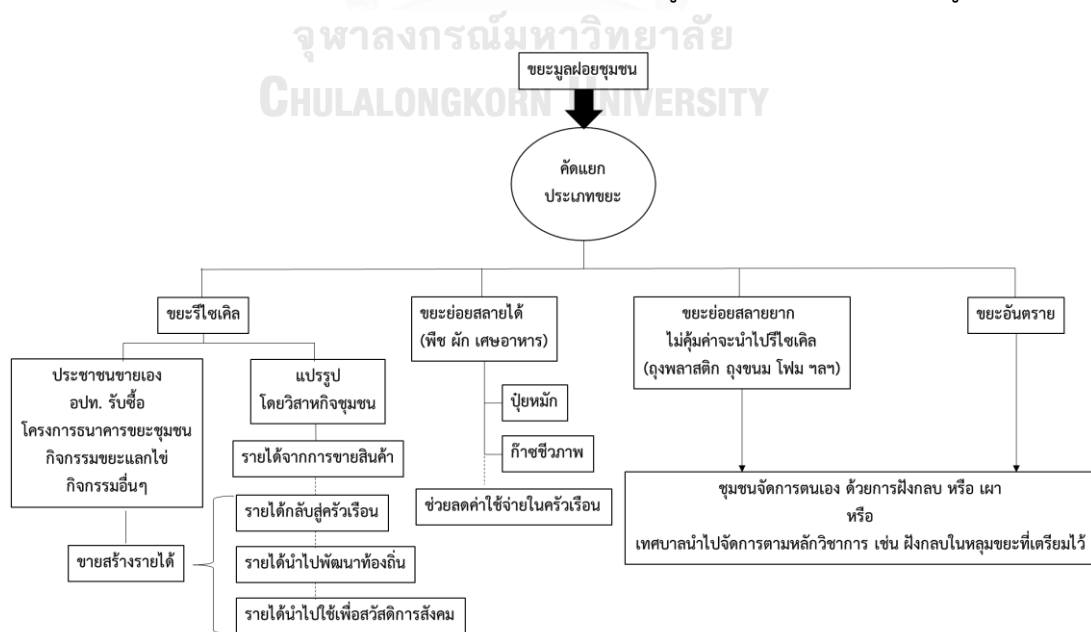 จุฬาลงกรณ์มหาวิทยาลัย
CHULALONGKORN UNIVERSITY
ขยะมูลฝอยชุมชน
คัดแยก
ประเภทขยะ
ขยะรีไซเคิล
ประชาชนขายเอง
อปท. รับซื้อ
โครงการธนาคารขยะชุมชน
กิจกรรมขยะแลกไข่
กิจกรรมอื่นๆ
ขายสร้างรายได้
แปรรูป
โดยวิสาหกิจชุมชน
รายได้จากการขายสินค้า
รายได้กลับสู่ครัวเรือน
รายได้นำไปพัฒนาท้องถิ่น
รายได้นำไปใช้เพื่อสวัสดิการสังคม
ขยะย่อยสลายได้
(พืช ผัก เศษอาหาร)
ปุ๋ยหมัก
ก๊าซชีวภาพ
ช่วยลดค่าใช้จ่ายในครัวเรือน
ขยะย่อยสลายยาก
ไม่คุ้มค่าจะนำไปรีไซเคิล
(ถุงพลาสติก ถุงขนม โฟม ฯลฯ)
ขยะอันตราย
ชุมชนจัดการตนเอง ด้วยการฝังกลบ หรือ เผา
หรือ
เทศบาลนำไปจัดการตามหลักวิชาการ เช่น ฝังกลบในหลุมขยะที่เตรียมไว้